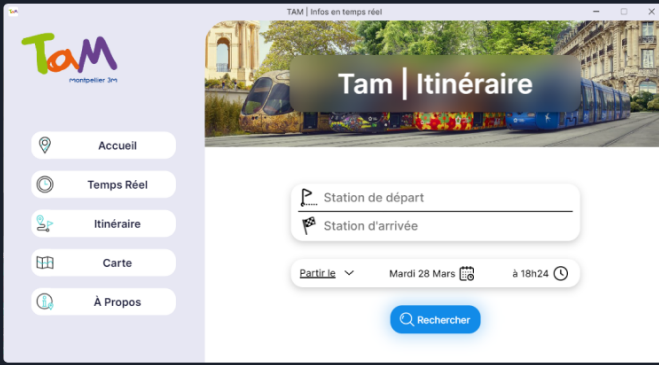 TaM
TAM | Infos en temps réel
TaM
montpellier 3m
Tam | Itinéraire
Accueil
Temps Réel
Itinéraire
Carte
À Propos
Station de départ
Station d'arrivée
Partir le
Mardi 28 Mars
à 18h24
Rechercher